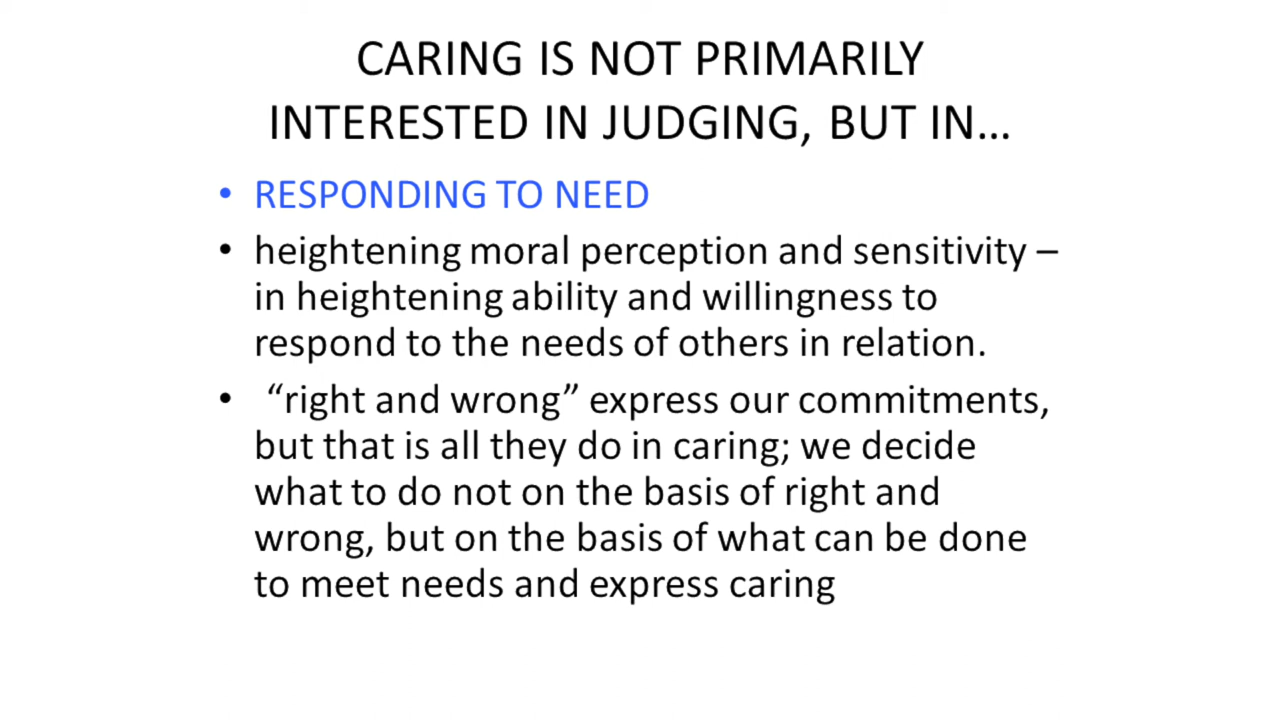 CARING IS NOT PRIMARILY
INTERESTED IN JUDGING, BUT IN...
• RESPONDING TO NEED
• heightening moral perception and sensitivity –
in heightening ability and willingness to
respond to the needs of others in relation.
• “right and wrong” express our commitments,
but that is all they do in caring; we decide
what to do not on the basis of right and
wrong, but on the basis of what can be done
to meet needs and express caring